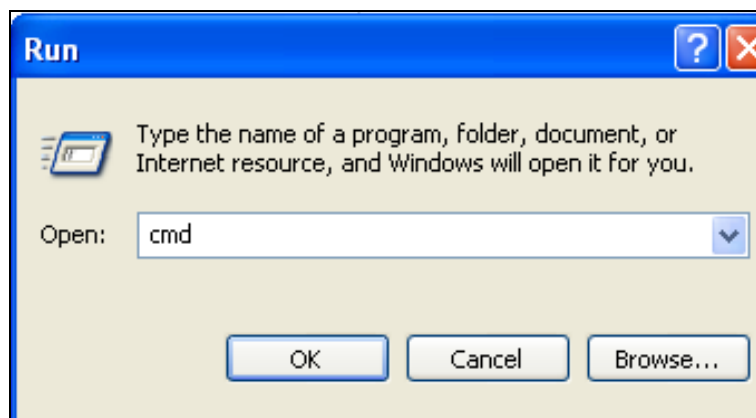 Run
Type the name of a program, folder, document, or
Internet resource, and Windows will open it for you.
Open: cmd
OK Cancel Browse...